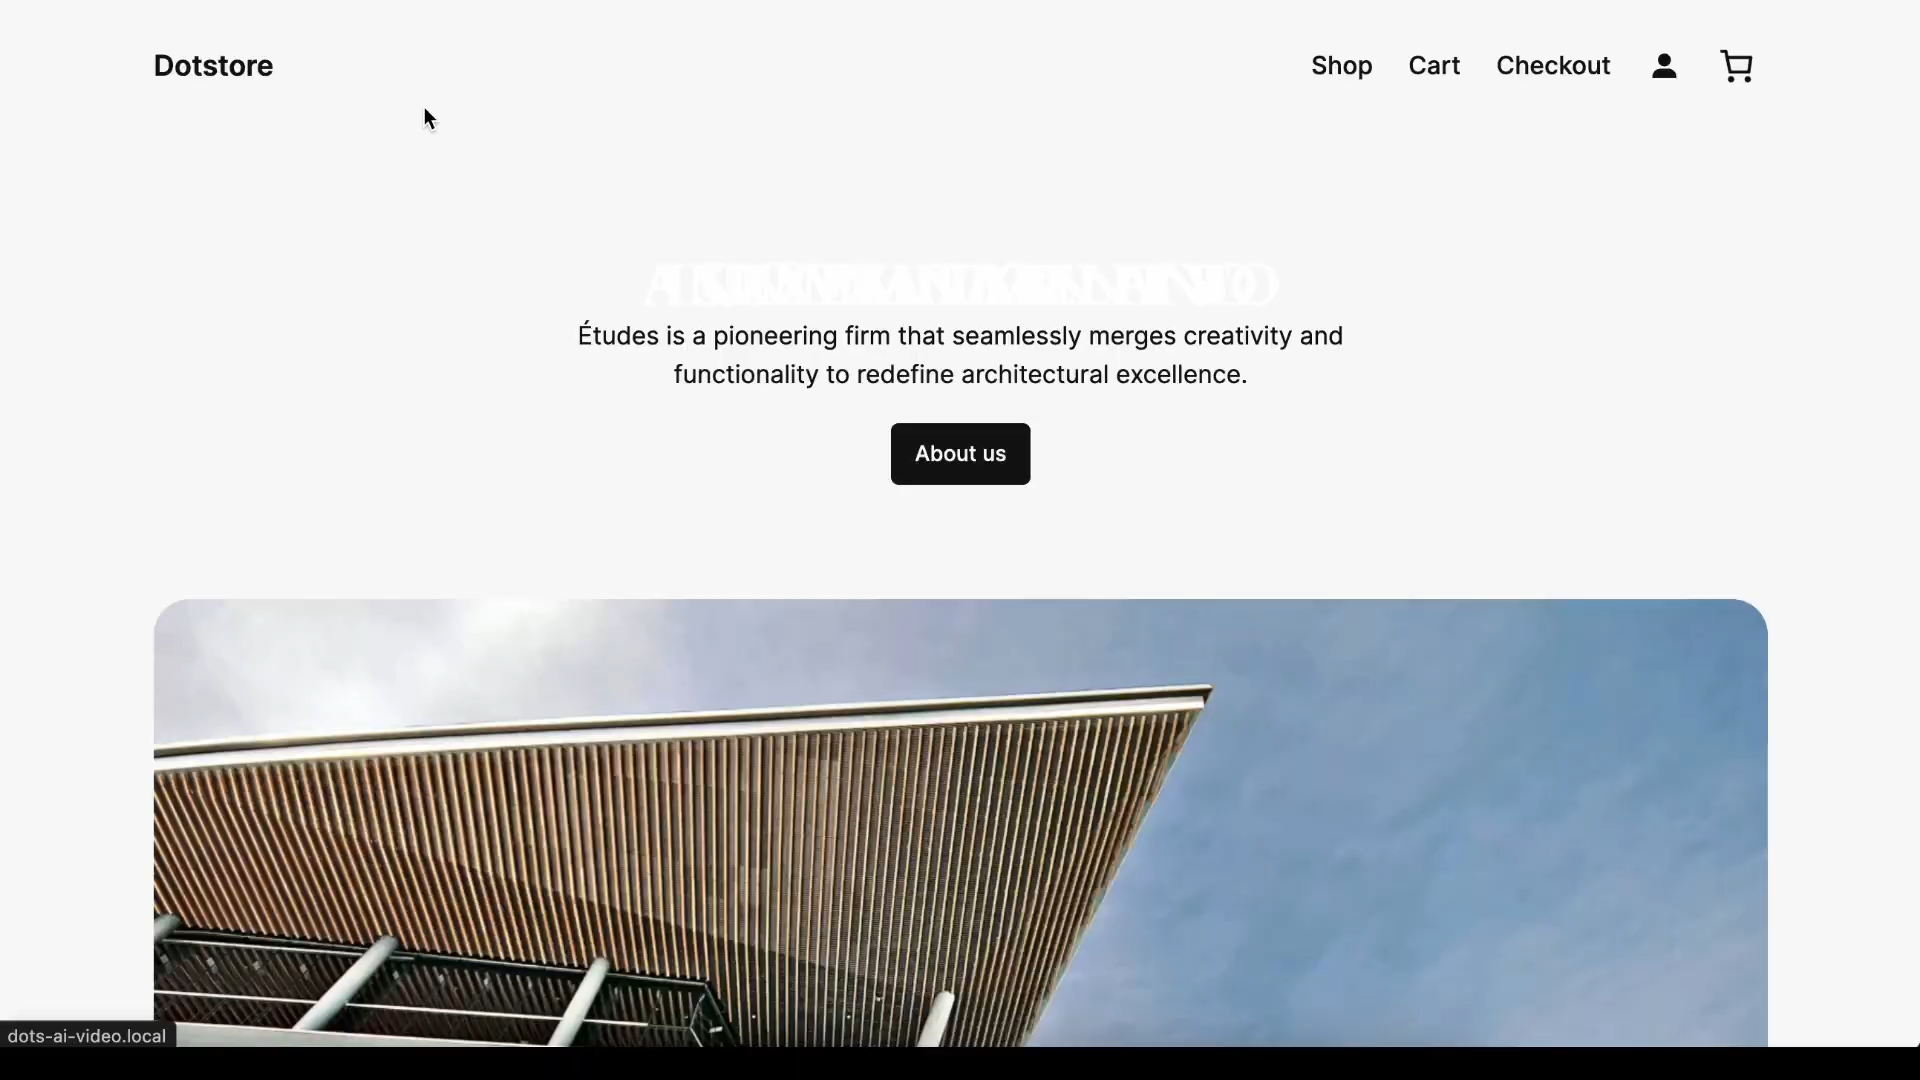 Dotstore
Shop Cart Checkout
Études is a pioneering firm that seamlessly merges creativity and
functionality to redefine architectural excellence.
About us
dots-ai-video.local